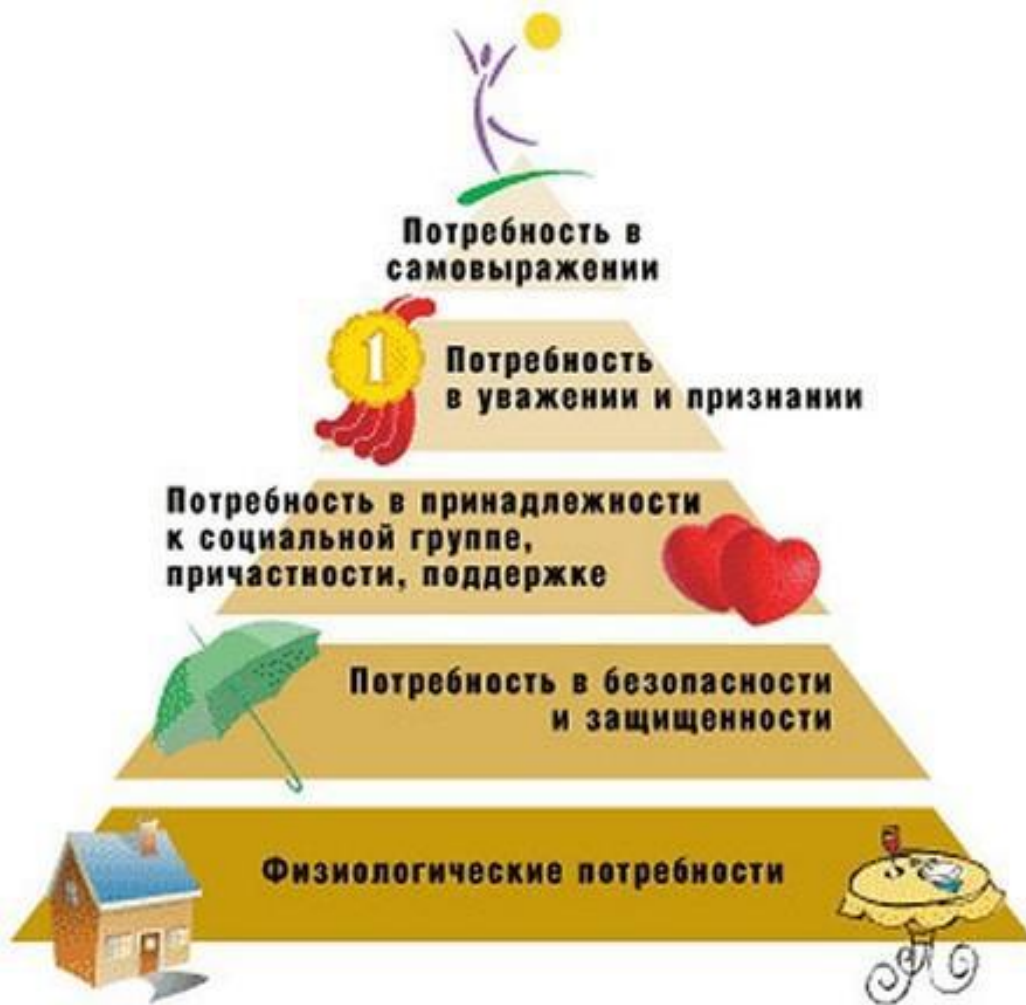 Потребность в
самовыражении
1
Потребность
в уважении и признании
Потребность в принадлежности
к социальной группе,
причастности, поддержке
Потребность в безопасности
и защищенности
Физиологические потребности